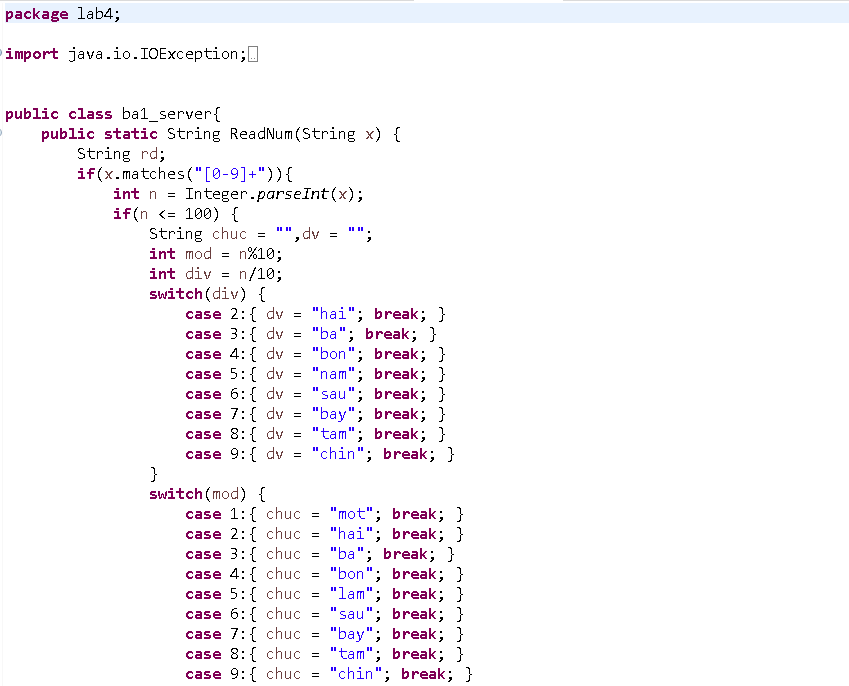 package lab4;
import java.io.IOException;
public class ba1_server{
public static String ReadNum(String x) {
String rd;
if(x.matches("[0-9]+")){
int n = Integer.parseInt(x);
if(n <= 100) {
String chuc = "",dv = "";
int mod = n%10;
int div = n/10;
switch(div) {
case 2:{ dv = "hai"; break; }
case 3:{ dv = "ba"; break; }
case 4:{ dv = "bon"; break; }
case 5:{ dv = "nam"; break; }
case 6:{ dv = "sau"; break; }
case 7:{ dv = "bay"; break; }
case 8:{ dv = "tam"; break; }
case 9:{ dv = "chin"; break; }
}
switch(mod) {
case 1:{ chuc = "mot"; break; }
case 2:{ chuc = "hai"; break; }
case 3:{ chuc = "ba"; break; }
case 4:{ chuc = "bon"; break; }
case 5:{ chuc = "lam"; break; }
case 6:{ chuc = "sau"; break; }
case 7:{ chuc = "bay"; break; }
case 8:{ chuc = "tam"; break; }
case 9:{ chuc = "chin"; break; }